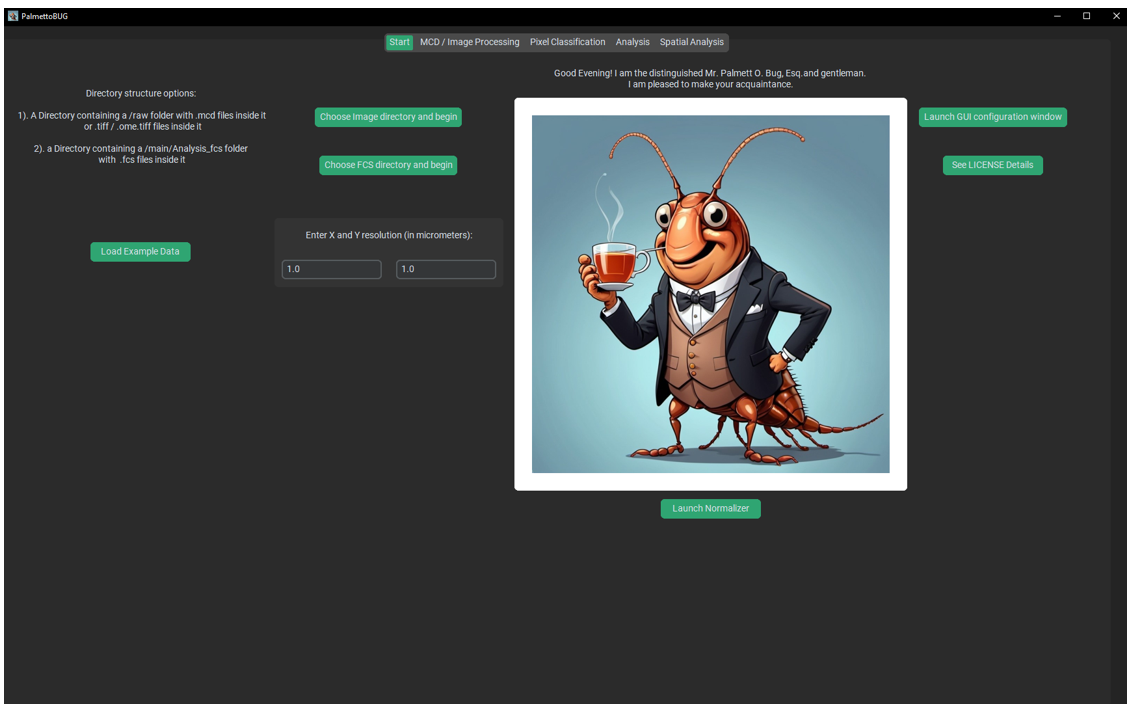 PalmettoBUG
Start MCD / Image Processing Pixel Classification Analysis Spatial Analysis
Good Evening! I am the distinguished Mr. Palmett O. Bug, Esq.and gentleman.
I am pleased to make your acquaintance.
Directory structure options:
1). A Directory containing a /raw folder with .mcd files inside it
or .tiff / .ome.tiff files inside it
2). a Directory containing a /main/Analysis_fcs folder
with .fcs files inside it
Choose Image directory and begin
Choose FCS directory and begin
Load Example Data
Enter X and Y resolution (in micrometers):
1.0 1.0
Launch GUI configuration window
See LICENSE Details
Launch Normalizer